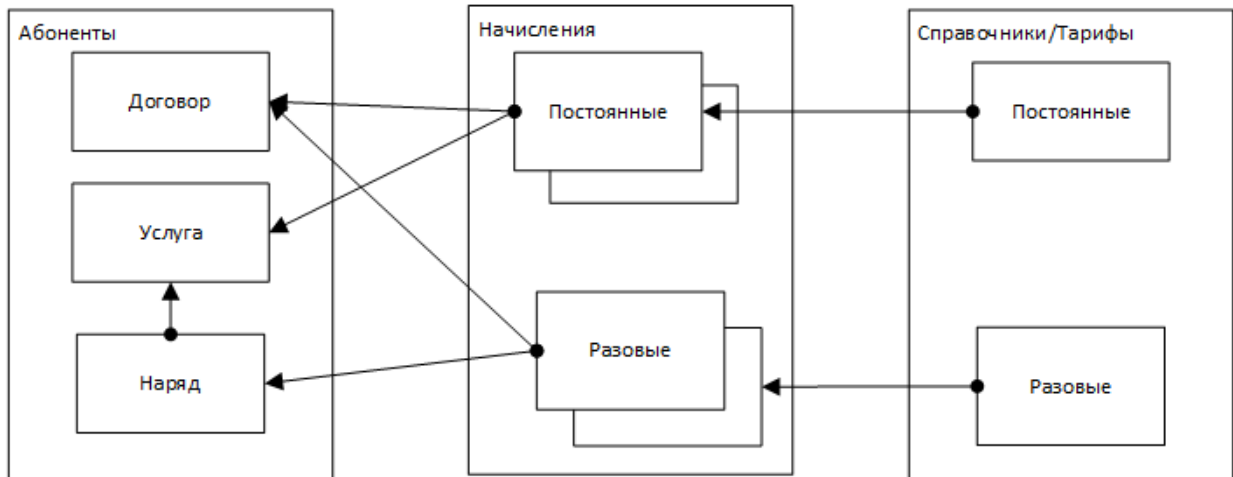 Абоненты
Договор
Услуга
Наряд
Начисления
Постоянные
Разовые
Справочники/Тарифы
Постоянные
Разовые